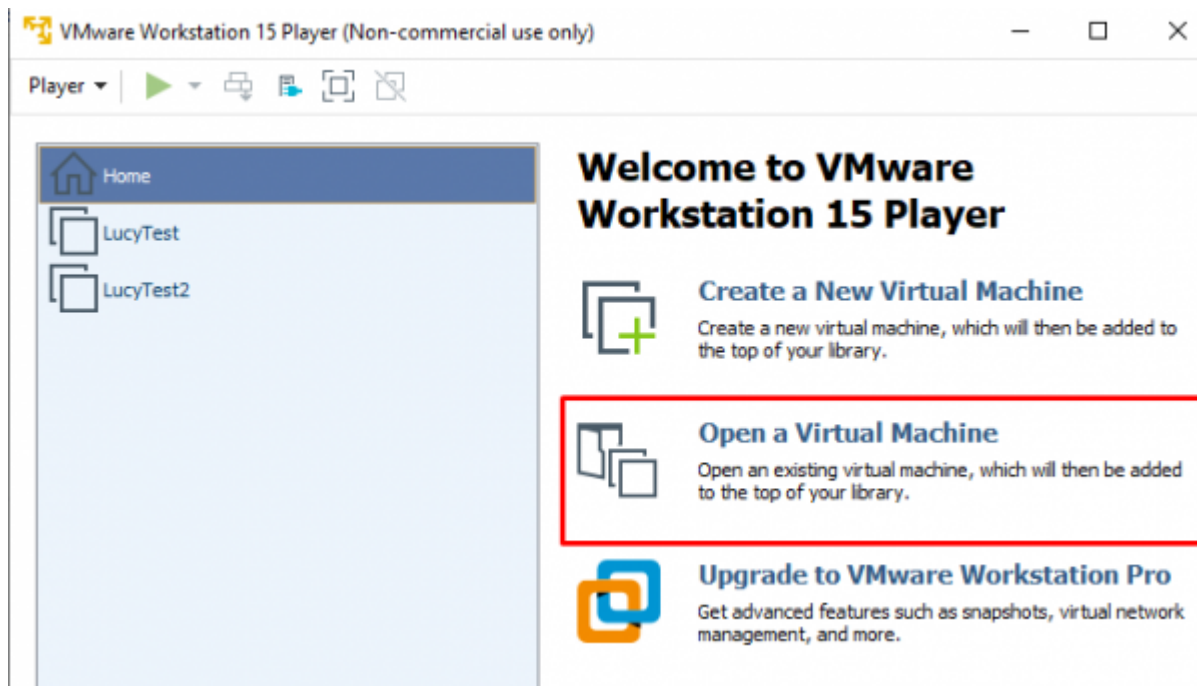 VMware Workstation 15 Player (Non-commercial use only)
Player
Home
LucyTest
LucyTest2
Welcome to VMware
Workstation 15 Player
Create a New Virtual Machine
Create a new virtual machine, which will then be added to
the top of your library.
Open a Virtual Machine
Open an existing virtual machine, which will then be added
to the top of your library.
Upgrade to VMware Workstation Pro
Get advanced features such as snapshots, virtual network
management, and more.